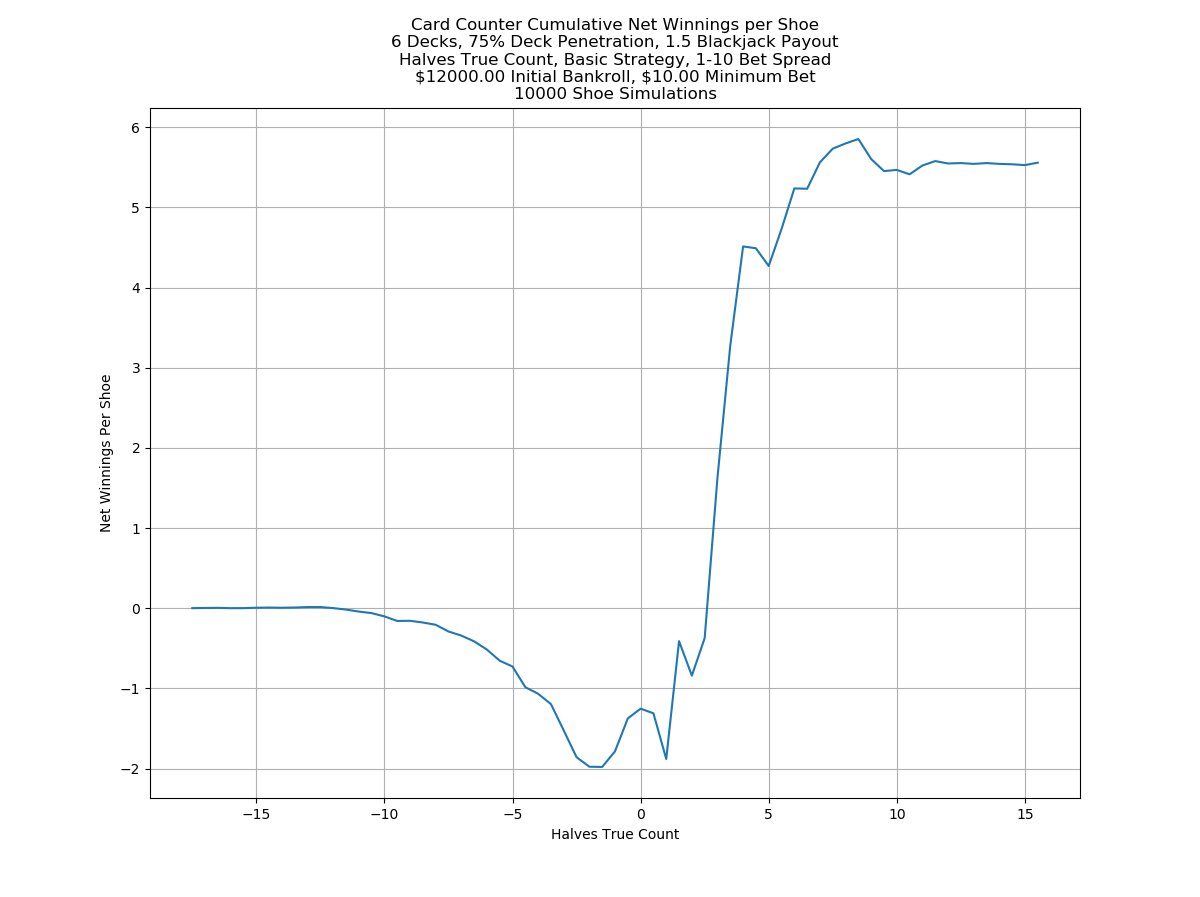 Card Counter Cumulative Net Winnings per Shoe
6 Decks, 75% Deck Penetration, 1.5 Blackjack Payout
Halves True Count, Basic Strategy, 1-10 Bet Spread
$12000.00 Initial Bankroll, $10.00 Minimum Bet
10000 Shoe Simulations
6
5
4
3
2
1
0
−1
−2
Net Winnings Per Shoe
−15
−10
−5
0
5
10
15
Halves True Count